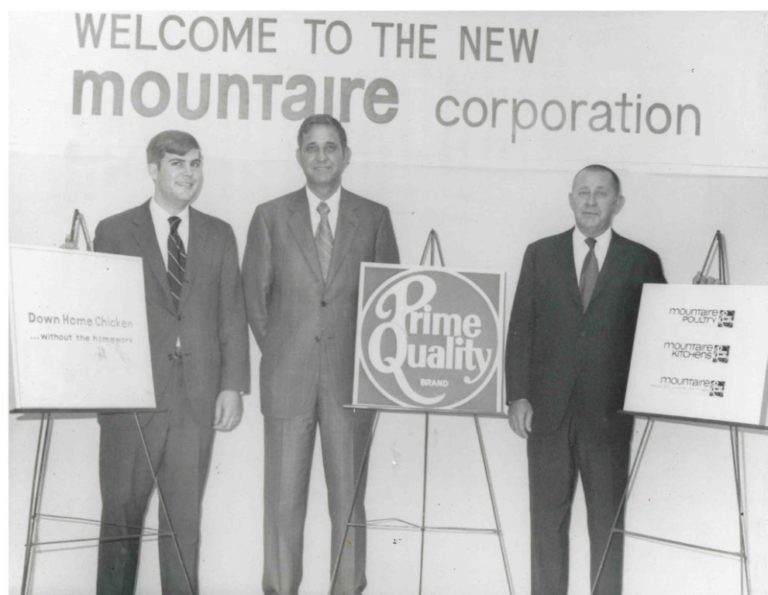 WELCOME TO THE NEW
mountaire corporation
Down Home Chicken
...without the homework
Prime
Quality
BRAND
mountaire
POULTRY
mountaire
KITCHENS
mountaire